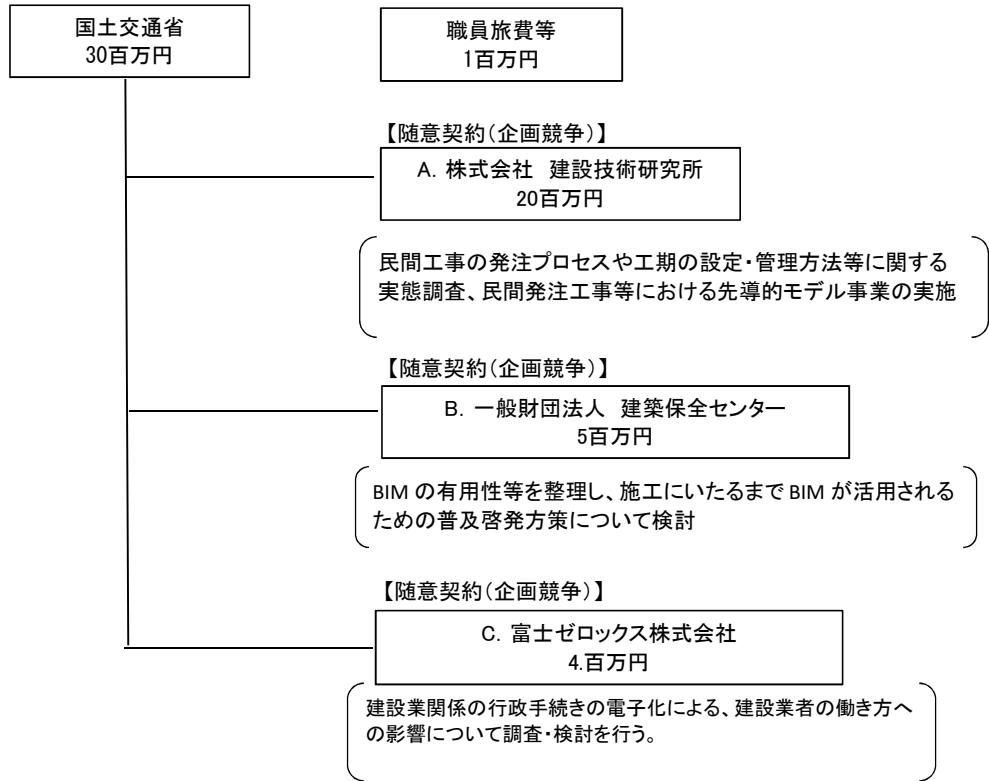 国土交通省
30百万円
職員旅費等
1百万円
【随意契約(企画競争)】
A. 株式会社 建設技術研究所
20百万円
民間工事の発注プロセスや工期の設定・管理方法等に関する
実態調査、民間発注工事等における先導的モデル事業の実施
【随意契約(企画競争)】
B. 一般財団法人 建築保全センター
5百万円
BIM の有用性等を整理し、施工にいたるまで BIM が活用される
ための普及啓発方策について検討
【随意契約(企画競争)】
C. 富士ゼロックス株式会社
4.百万円
建設業関係の行政手続きの電子化による、建設業者の働き方へ
の影響について調査・検討を行う。